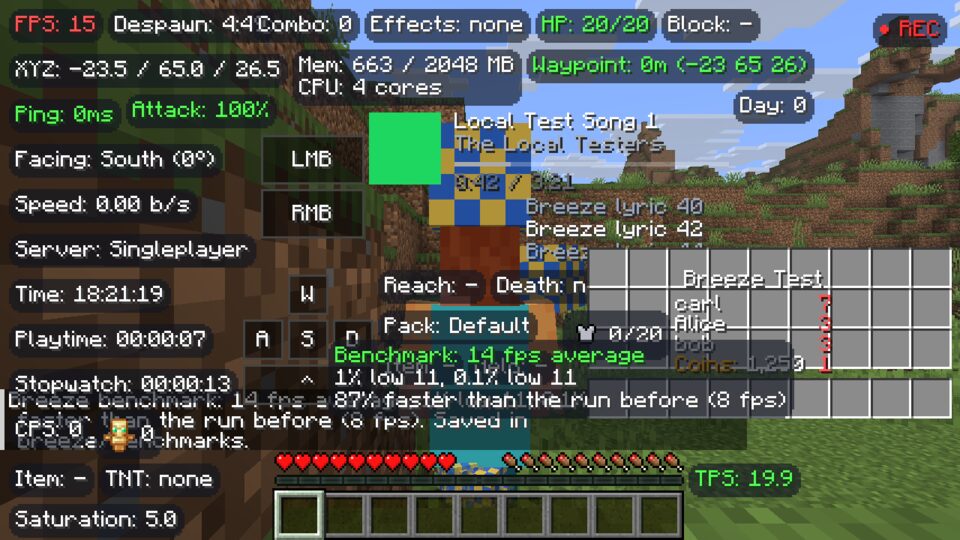 FPS: 15
Despawn: 4:4
Combo: 0
Effects: none
HP: 20/20
Block: -
REC
XYZ: -23.5 / 65.0 / 26.5
Mem: 663 / 2048 MB
CPU: 4 cores
Waypoint: 0m (-23 65 26)
Day: 0
Ping: 0ms
Attack: 100%
Local Test Song 1
The Local Testers
0:42 / 3:21
Facing: South (0°)
LMB
Speed: 0.00 b/s
RMB
Breeze lyric 40
Breeze lyric 42
Server: Singleplayer
Reach: -
Death: n
Breeze Test
carl 7
Alice 3
bob 3
Coins: 1,250 1
Time: 18:21:19
W
Playtime: 00:00:07
A S D
Pack: Default
0/20
Benchmark: 14 fps average
1% low 11, 0.1% low 11
87% faster than the run before (8 fps)
Stopwatch: 00:00:13
^
Breeze benchmark: 14 fps
faster than the run before (8 fps). Saved in
breeze/benchmarks.
CPS: 0
0
Item: -
TNT: none
TPS: 19.9
Saturation: 5.0